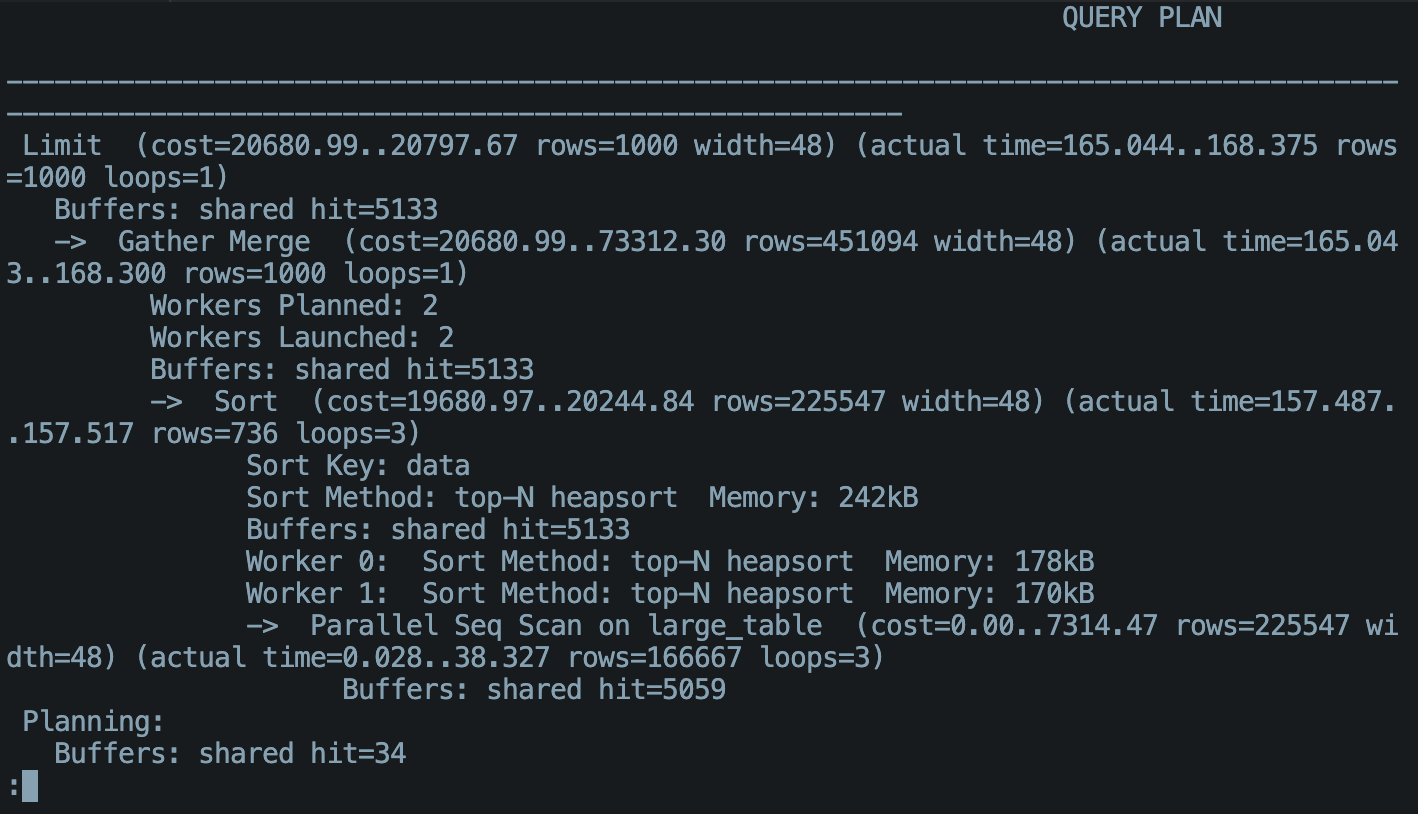 QUERY PLAN
---------------------------------------------------------------------------------------
--------------------------------------------------------
Limit (cost=20680.99..20797.67 rows=1000 width=48) (actual time=165.044..168.375 rows
=1000 loops=1)
Buffers: shared hit=5133
-> Gather Merge (cost=20680.99..73312.30 rows=451094 width=48) (actual time=165.04
3..168.300 rows=1000 loops=1)
Workers Planned: 2
Workers Launched: 2
Buffers: shared hit=5133
-> Sort (cost=19680.97..20244.84 rows=225547 width=48) (actual time=157.487.
.157.517 rows=736 loops=3)
Sort Key: data
Sort Method: top-N heapsort Memory: 242kB
Buffers: shared hit=5133
Worker 0: Sort Method: top-N heapsort Memory: 178kB
Worker 1: Sort Method: top-N heapsort Memory: 170kB
-> Parallel Seq Scan on large_table (cost=0.00..7314.47 rows=225547 wi
dth=48) (actual time=0.028..38.327 rows=166667 loops=3)
Buffers: shared hit=5059
Planning:
Buffers: shared hit=34
: